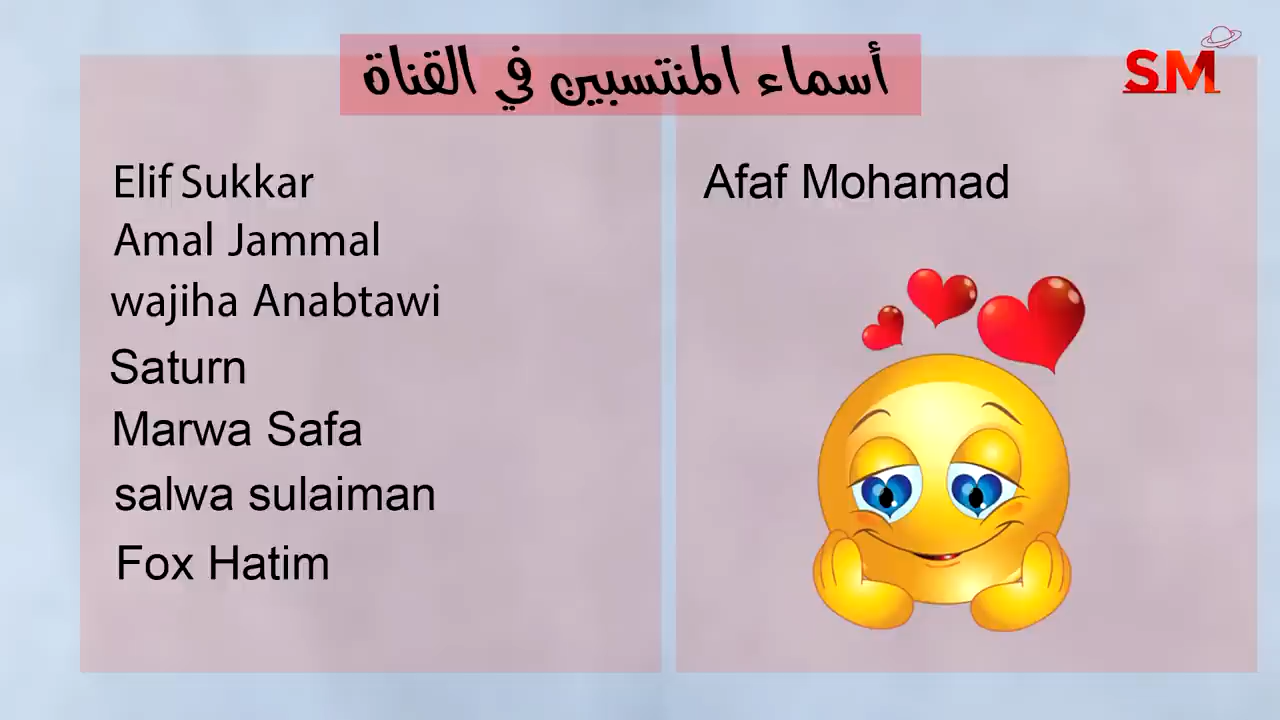 أسماء المنتسبين في القناة
SM
Elif Sukkar
Amal Jammal
wajiha Anabtawi
Saturn
Marwa Safa
salwa sulaiman
Fox Hatim
Afaf Mohamad